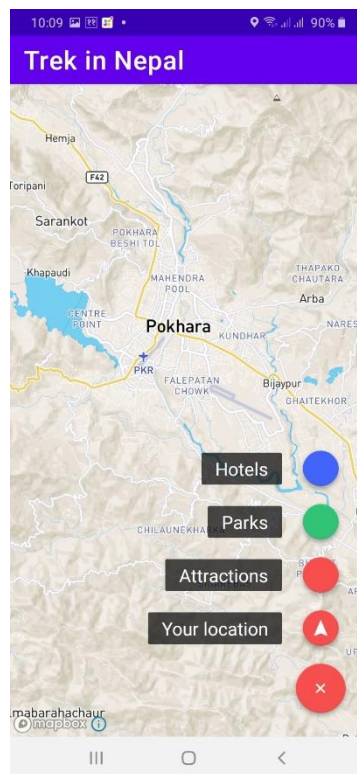 10:09
90%
Trek in Nepal
Hemja
F42
Toripani
Sarankot
POKHARA
BESHI TOL
Khapaudi
MAHENDRA
POOL
THAPAKO
CHAUTARA
Arba
CENTRE
POINT
Pokhara
KUNDHAR
NARES
PKR
FALEPATAN
CHOWK
Bijaypur
GHAITEKHOR
Hotels
Parks
CHILAUNEKHARKA
Attractions
Your location
.mabarahachaur
mapbox